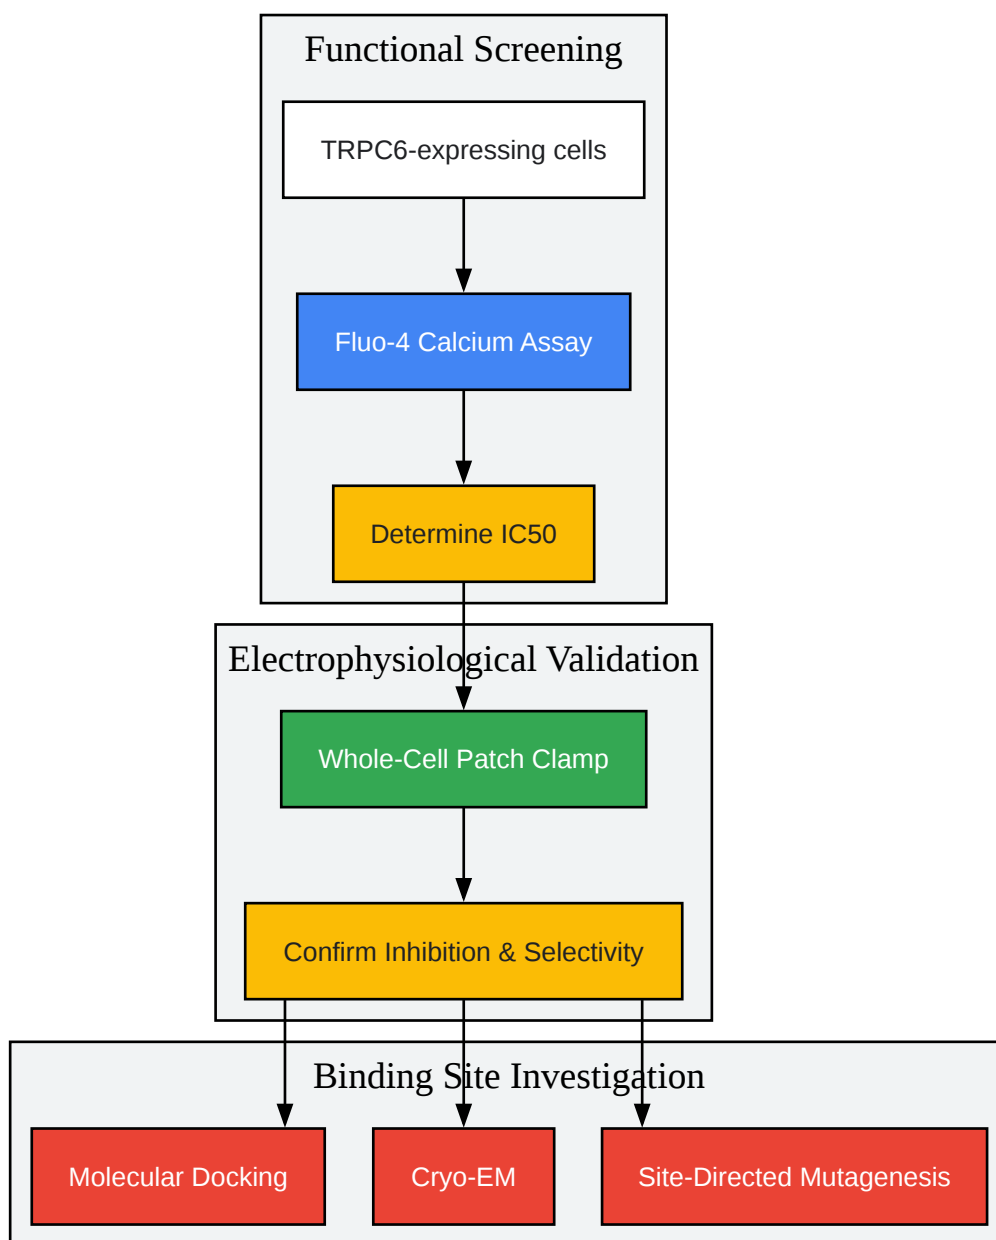 Functional Screening
TRPC6-expressing cells
Fluo-4 Calcium Assay
Determine IC50
Electrophysiological Validation
Whole-Cell Patch Clamp
Confirm Inhibition & Selectivity
Binding Site Investigation
Molecular Docking
Cryo-EM
Site-Directed Mutagenesis